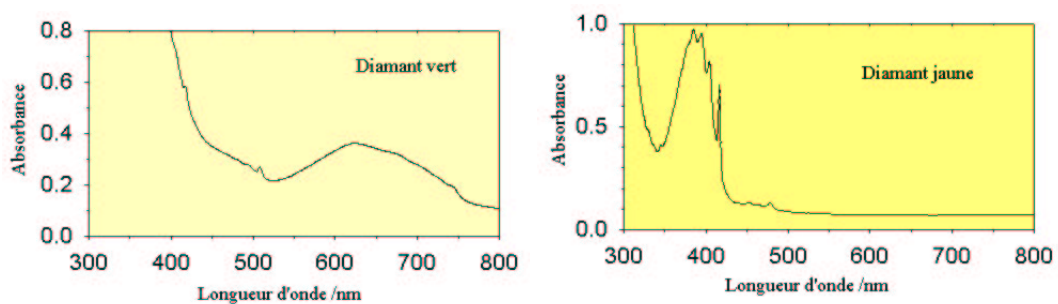 0.8
0.6
0.4
0.2
0.0
Absorbance
Diamant vert
300 400 500 600 700 800
Longueur d'onde /nm
1.0
0.5
0.0
Absorbance
Diamant jaune
300 400 500 600 700 800
Longueur d'onde /nm